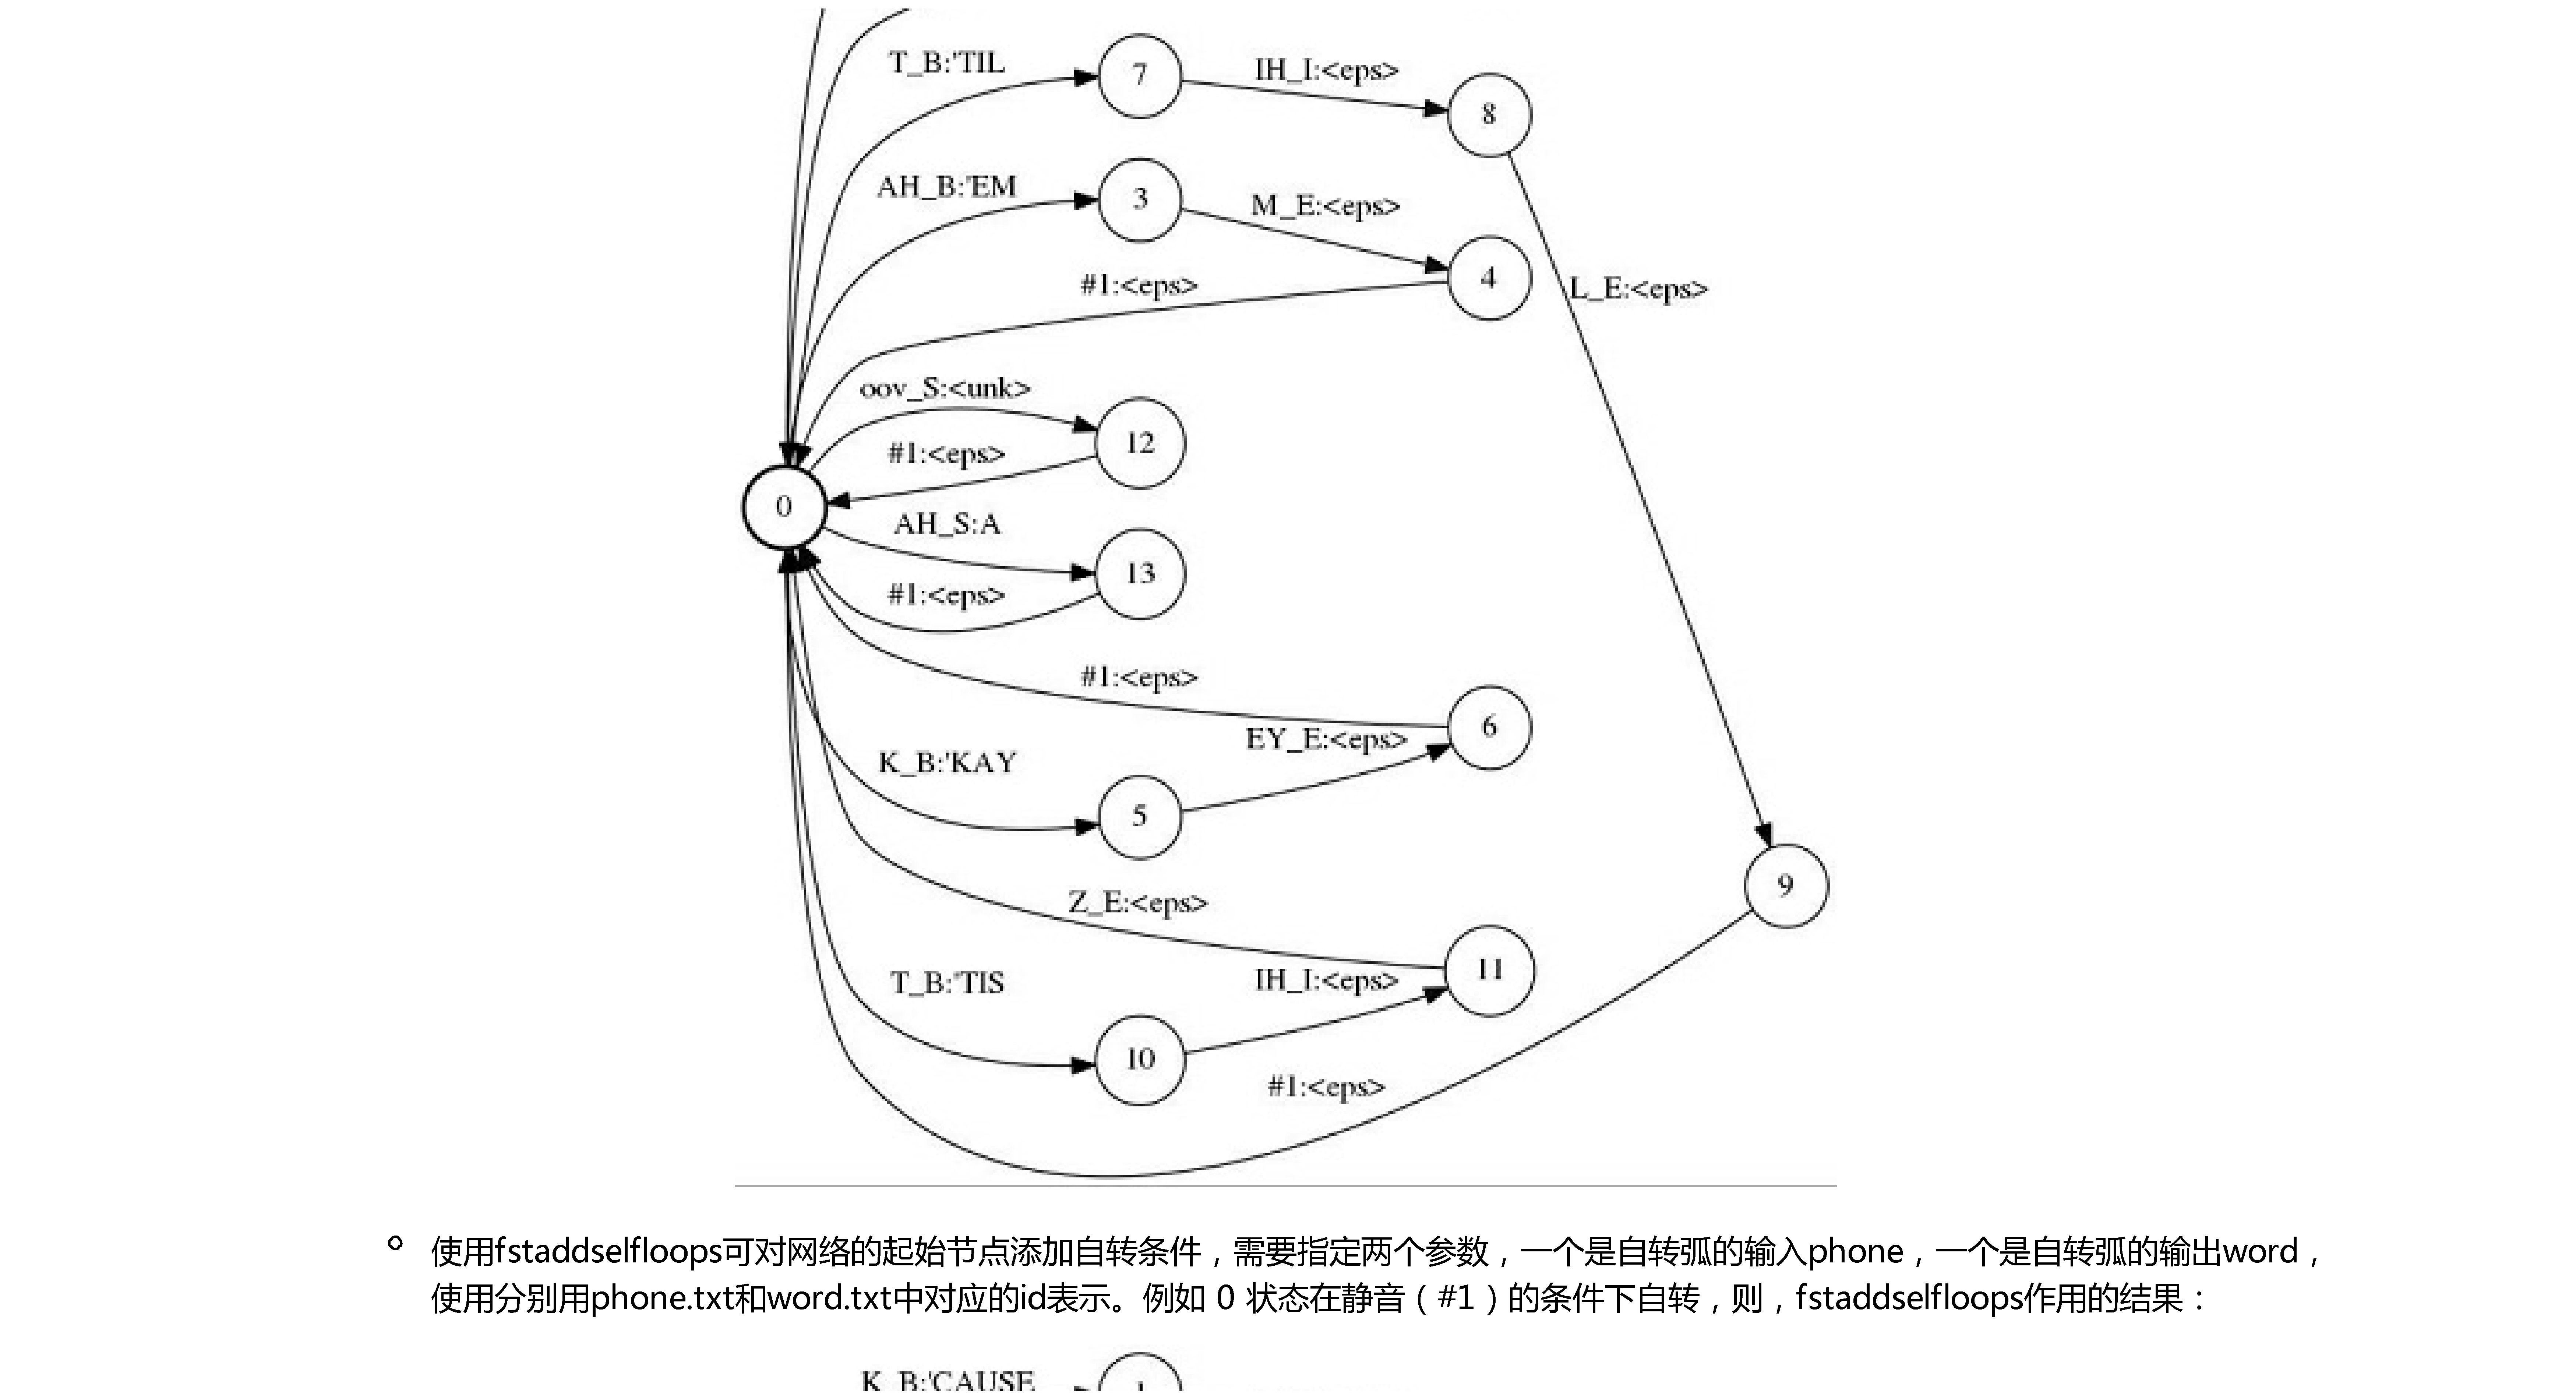 T_B:'TIL
7
IH_I:<eps>
8
AH_B:'EM
3
M_E:<eps>
4
#1:<eps>
L_E:<eps>
oov_S:<unk>
12
#1:<eps>
0
AH_S:A
13
#1:<eps>
#1:<eps>
6
EY_E:<eps>
K_B:'KAY
5
9
Z_E:<eps>
11
T_B:'TIS
IH_I:<eps>
10
#1:<eps>
使用fstaddselfloops可对网络的起始节点添加自转条件，需要指定两个参数，一个是自转弧的输入phone，一个是自转弧的输出word，
使用分别用phone.txt和word.txt中对应的id表示。例如 0 状态在静音（#1）的条件下自转，则，fstaddselfloops作用的结果：
K_B:'CAUSE